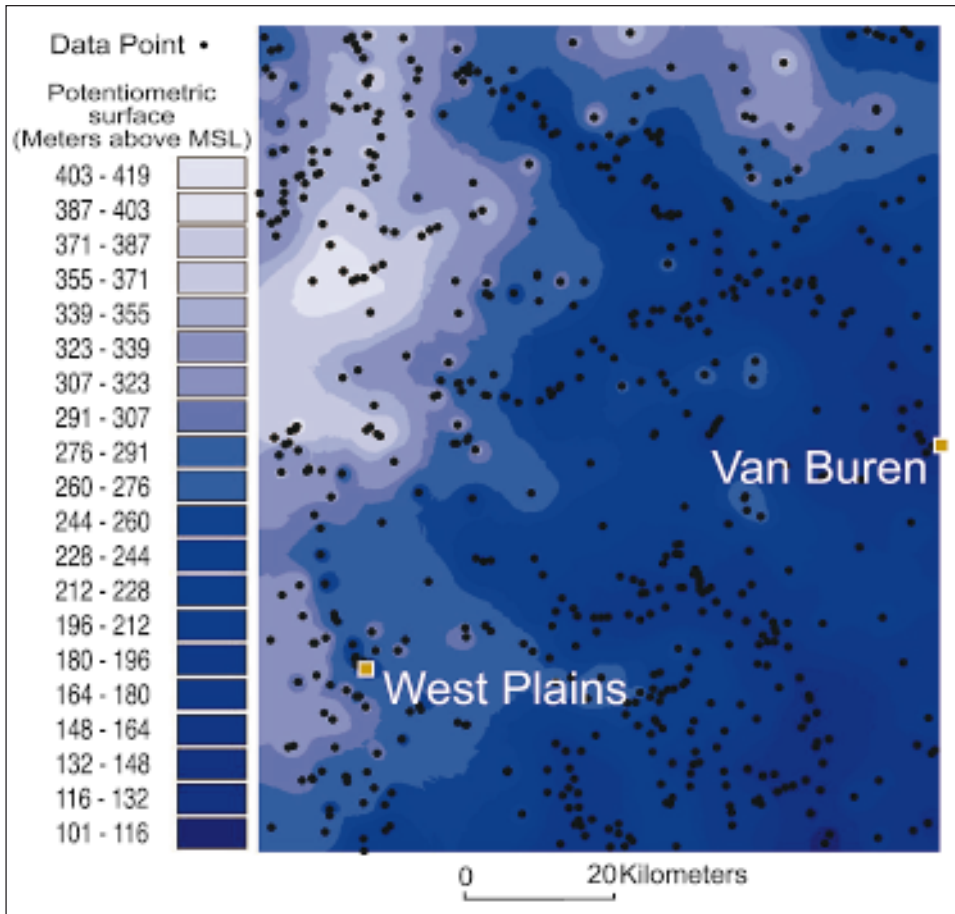 Data Point •
Potentiometric
surface
(Meters above MSL)
403 - 419
387 - 403
371 - 387
355 - 371
339 - 355
323 - 339
307 - 323
291 - 307
276 - 291
260 - 276
244 - 260
228 - 244
212 - 228
196 - 212
180 - 196
164 - 180
148 - 164
132 - 148
116 - 132
101 - 116
Van Buren
West Plains
0 20 Kilometers